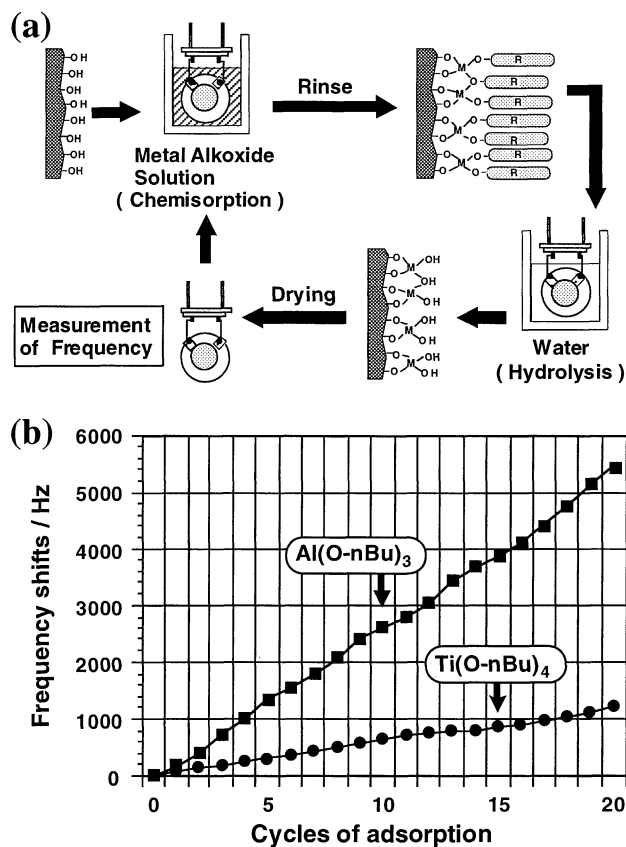 (a)
O H
OH
OH
OH
OH
OH
OH
OH
Metal Alkoxide
Solution
( Chemisorption )
Rinse
O
O
M
O
R
O
O
R
O
M
O
R
O
O
R
O
M
O
R
O
O
R
O
M
O
R
Water
( Hydrolysis )
O
M
OH
O
OH
O
M
O
O H
O
OH
O
M
O
OH
O
OH
O
M
O H
Drying
Measurement
of Frequency
(b)
Frequency shifts / Hz
6000
5000
4000
3000
2000
1000
0
Al(O-nBu)3
Ti(O-nBu)4
0
5
10
15
20
Cycles of adsorption